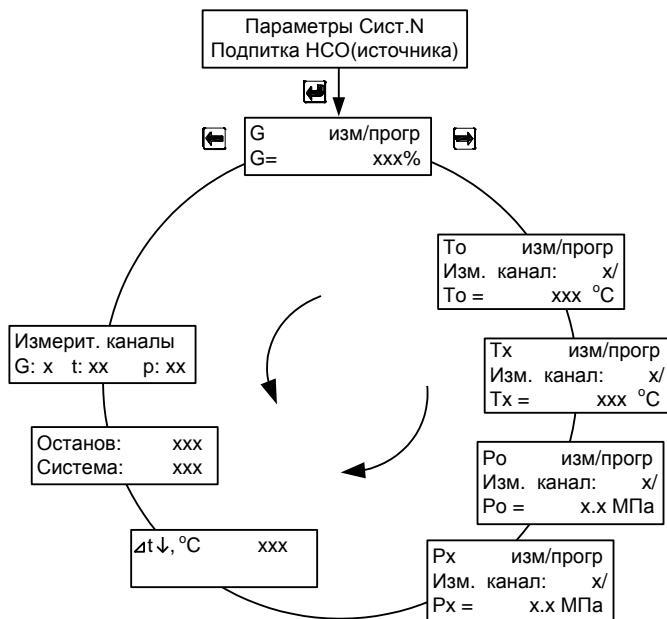 Параметры Сист.N
Подпитка НСО(источника)
G изм/прогр
G= xxx%
To изм/прогр
Изм. канал: x/
To = xxx °C
Tx изм/прогр
Изм. канал: x/
Tx = xxx °C
Po изм/прогр
Изм. канал: x/
Po = x.x МПа
Px изм/прогр
Изм. канал: x/
Px = x.x МПа
⊿t↓,°C xxx
Останов: xxx
Система: xxx
Измерит. каналы
G: x t: xx p: xx